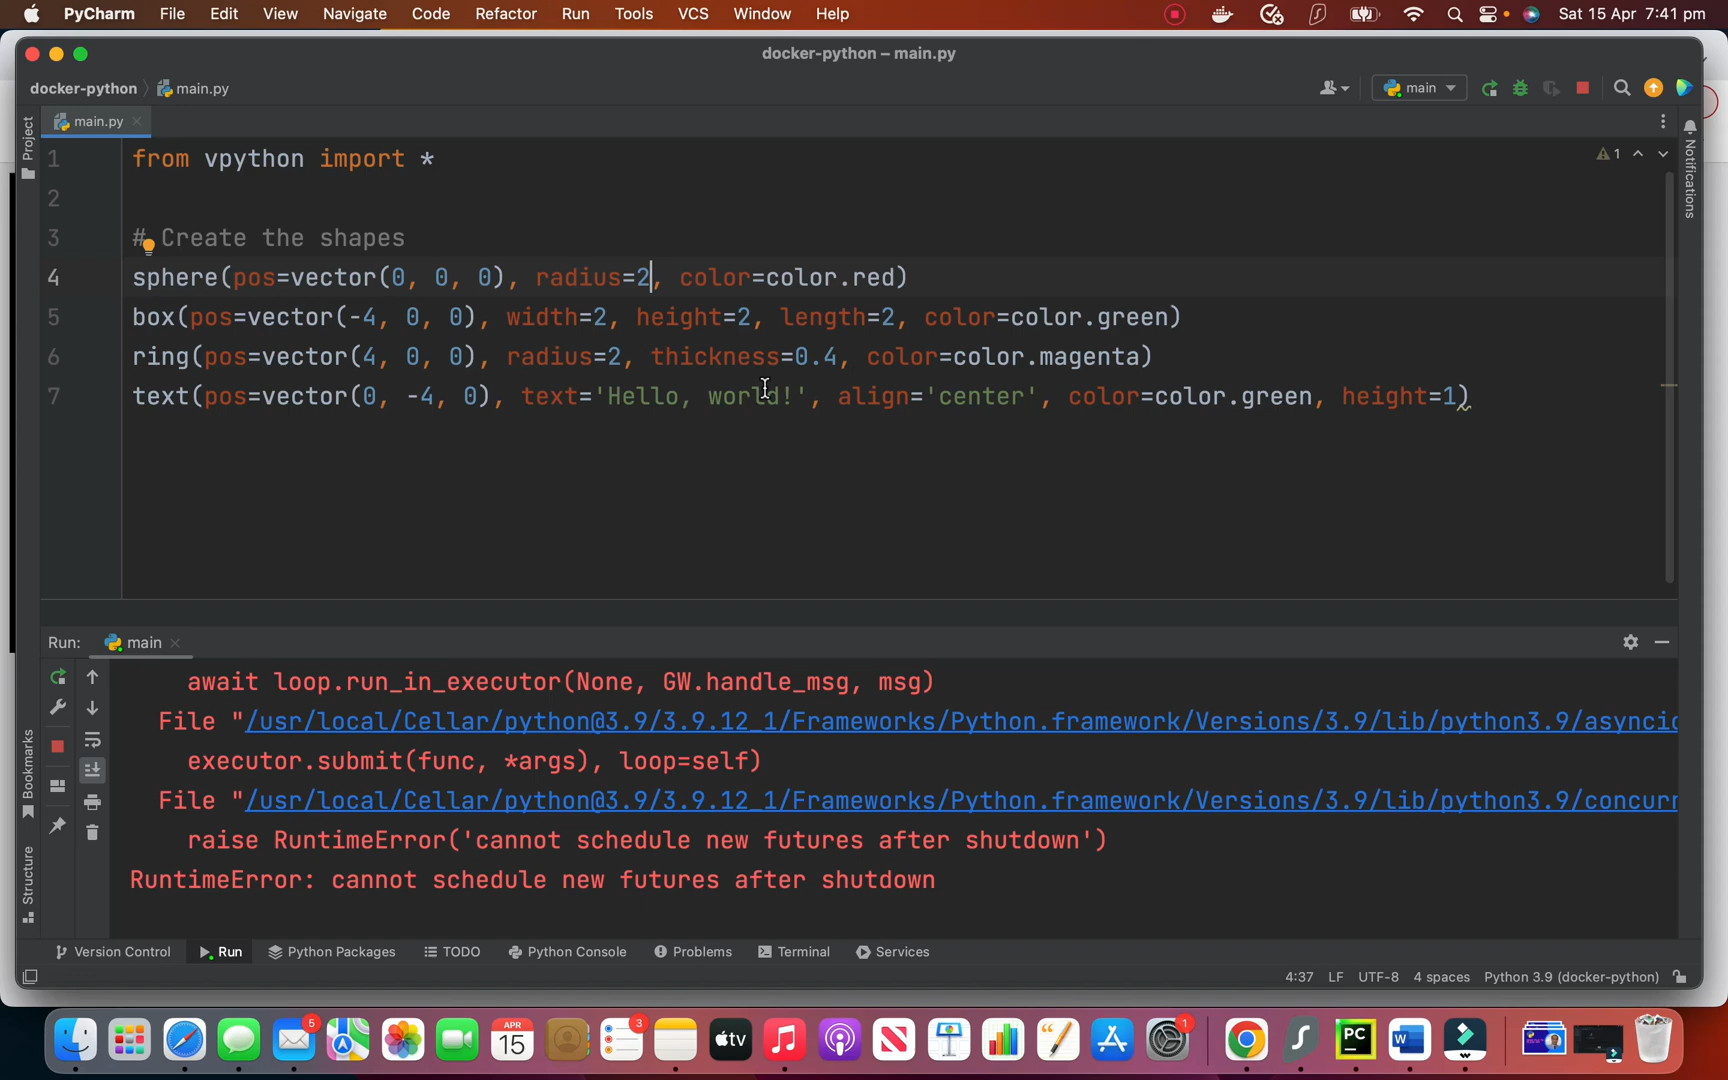 PyCharm File Edit View Navigate Code Refactor Run Tools VCS Window Help Sat 15 Apr 7:41 pm
docker-python – main.py
docker-python main.py main
main.py
Project
Notifications
1 from vpython import * 1
2
3 # Create the shapes
4 sphere(pos=vector(0, 0, 0), radius=2, color=color.red)
5 box(pos=vector(-4, 0, 0), width=2, height=2, length=2, color=color.green)
6 ring(pos=vector(4, 0, 0), radius=2, thickness=0.4, color=color.magenta)
7 text(pos=vector(0, -4, 0), text='Hello, world!', align='center', color=color.green, height=1)
Run: main
await loop.run_in_executor(None, GW.handle_msg, msg)
File "/usr/local/Cellar/python@3.9/3.9.12_1/Frameworks/Python.framework/Versions/3.9/lib/python3.9/asyncio
executor.submit(func, *args), loop=self)
File "/usr/local/Cellar/python@3.9/3.9.12_1/Frameworks/Python.framework/Versions/3.9/lib/python3.9/concurr
raise RuntimeError('cannot schedule new futures after shutdown')
RuntimeError: cannot schedule new futures after shutdown
Bookmarks
Structure
Version Control Run Python Packages TODO Python Console Problems Terminal Services
4:37 LF UTF-8 4 spaces Python 3.9 (docker-python)
5 APR 15 3 tv 1 PC W